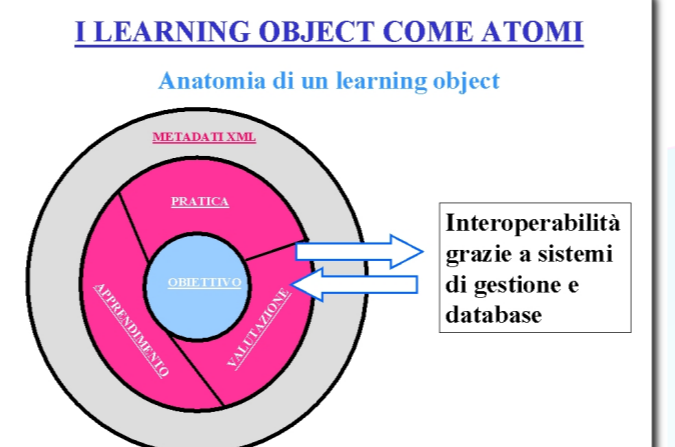 I LEARNING OBJECT COME ATOMI
Anatomia di un learning object
METADATI XML
PRATICA
OBIETTIVO
APPRENDIMENTO
VALUTAZIONE
Interoperabilità
grazie a sistemi
di gestione e
database